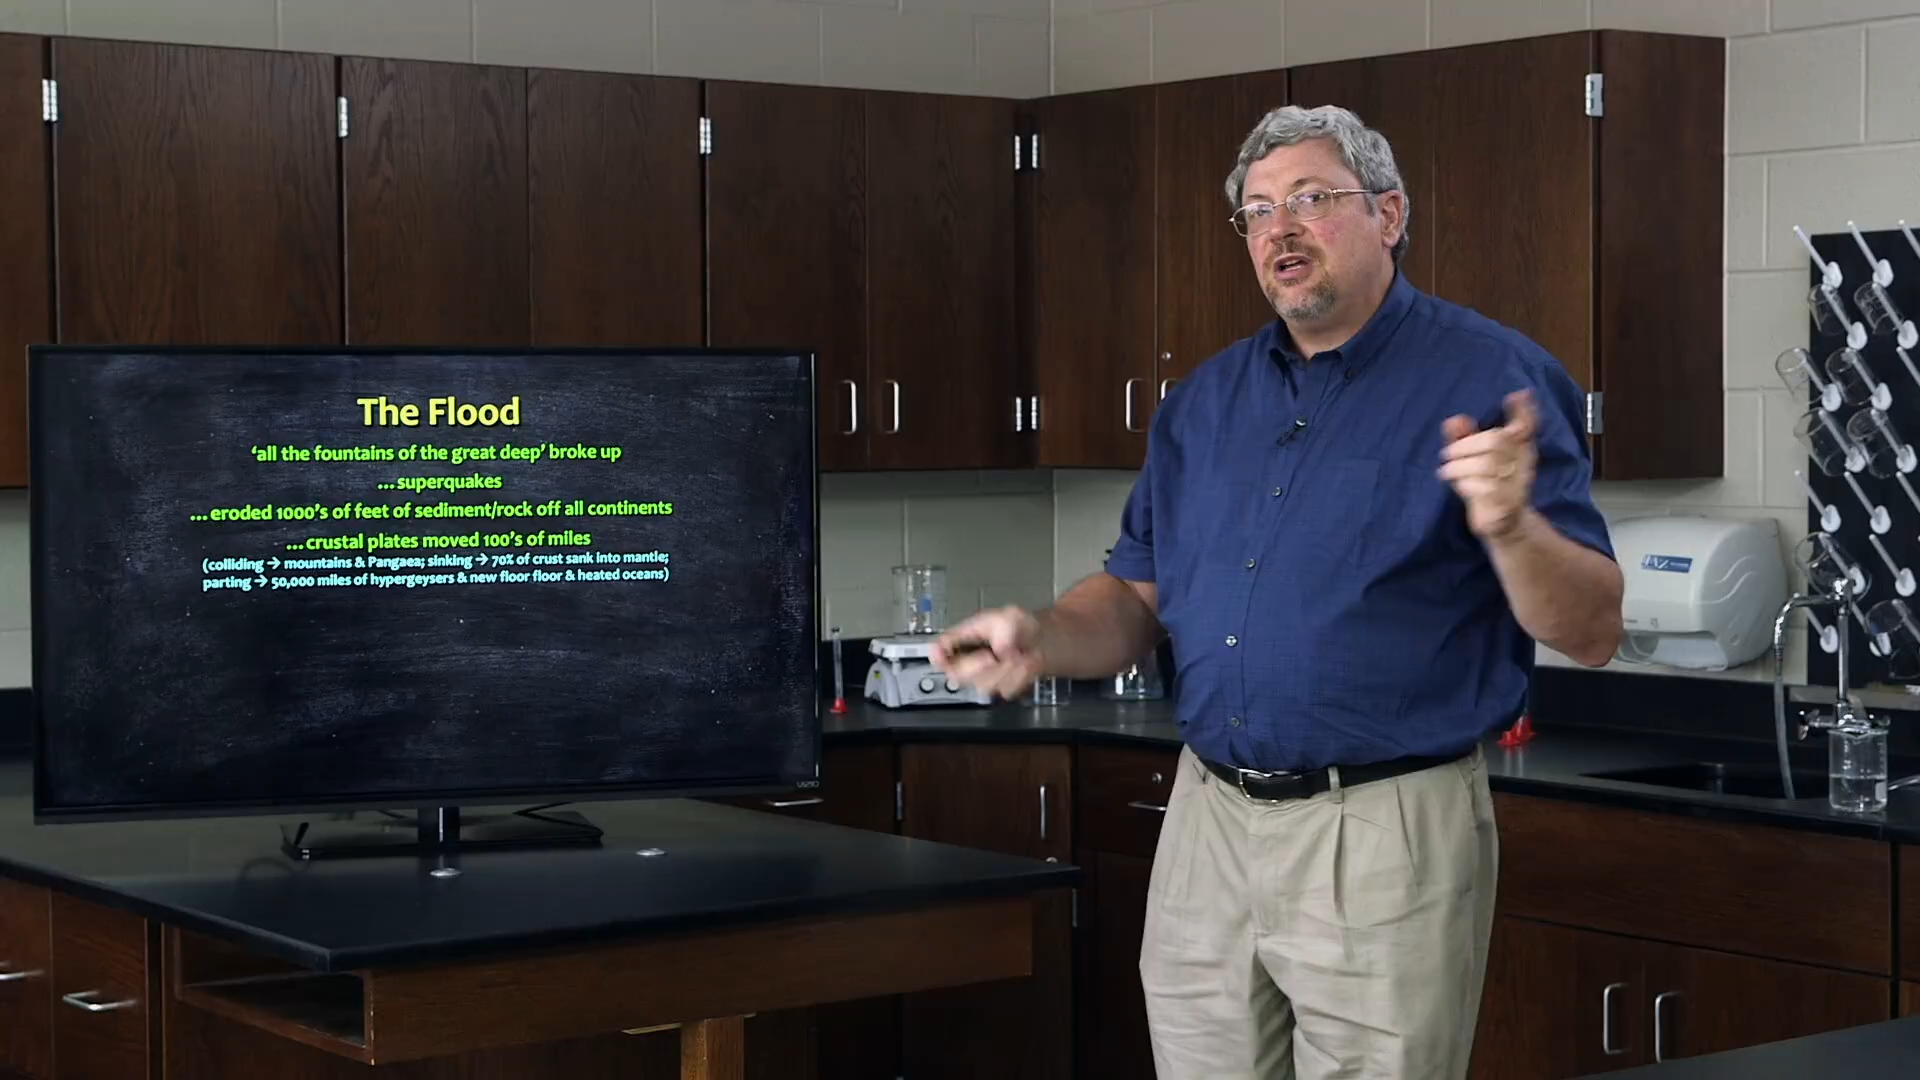 The Flood
‘all the fountains of the great deep’ broke up
...superquakes
...eroded 1000’s of feet of sediment/rock off all continents
...crustal plates moved 100’s of miles
(colliding → mountains & Pangaea; sinking → 70% of crust sank into mantle;
parting → 50,000 miles of hypergeysers & new floor floor & heated oceans)
VIZIO